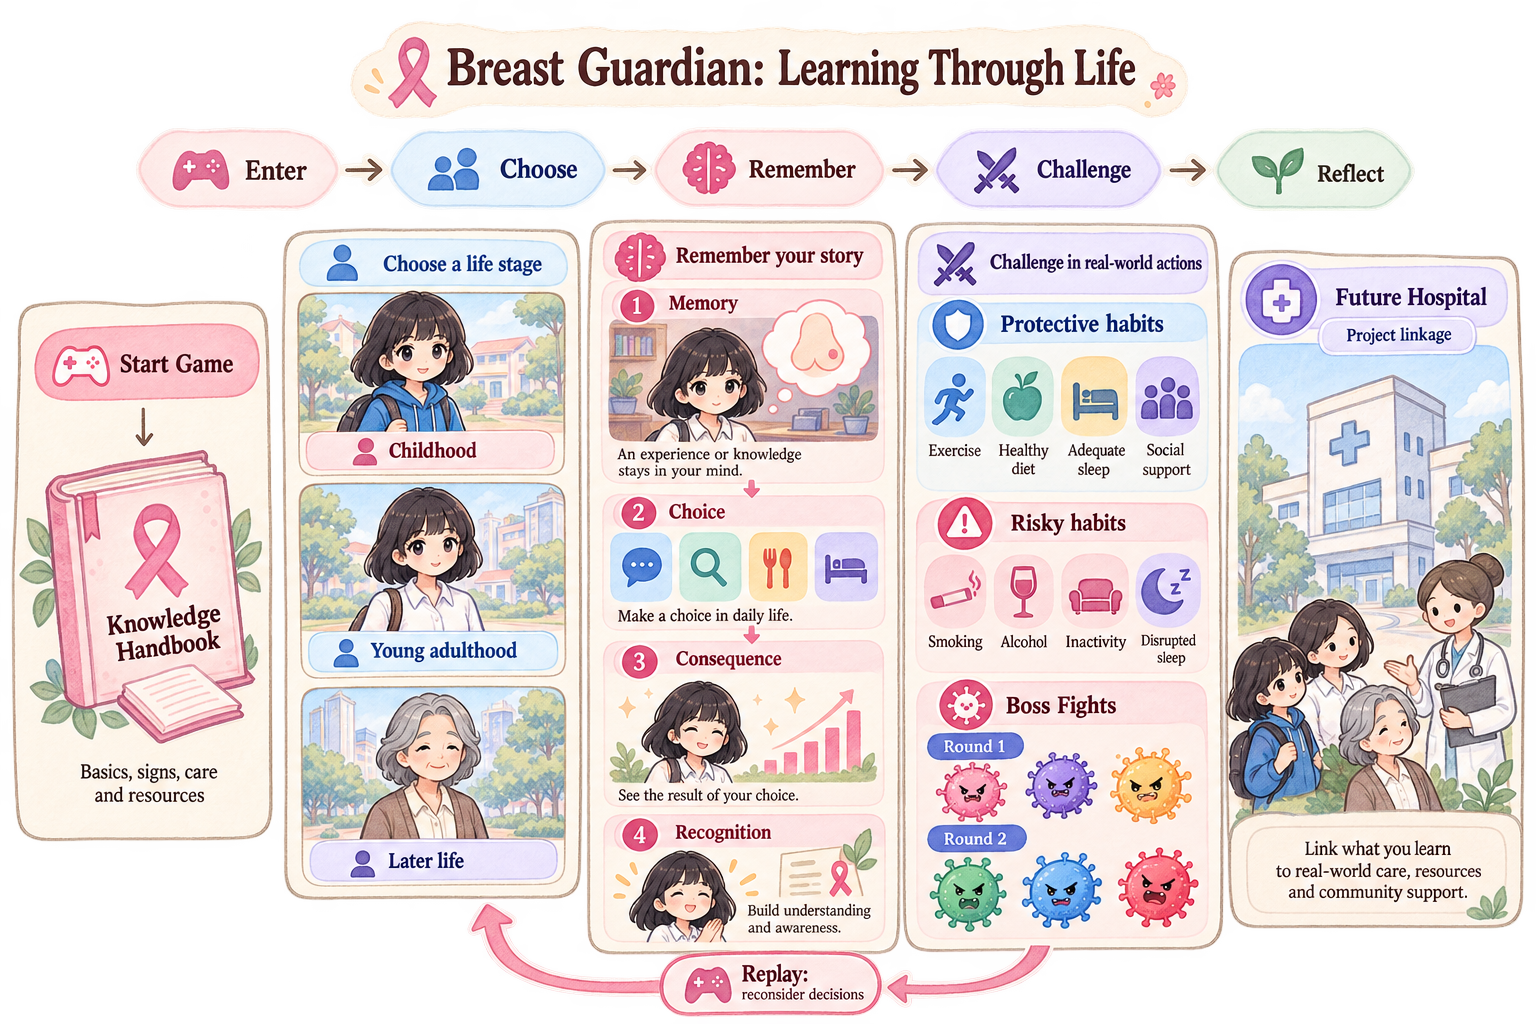 Breast Guardian: Learning Through Life
Enter
Choose
Remember
Challenge
Reflect
Start Game
Knowledge
Handbook
Basics, signs, care
and resources
Choose a life stage
Childhood
Young adulthood
Later life
Remember your story
1 Memory
An experience or knowledge
stays in your mind.
2 Choice
Make a choice in daily life.
3 Consequence
See the result of your choice.
4 Recognition
Build understanding
and awareness.
Challenge in real-world actions
Protective habits
Exercise
Healthy
diet
Adequate
sleep
Social
support
Risky habits
Smoking
Alcohol
Inactivity
z z
Disrupted
sleep
Boss Fights
Round 1
Round 2
Future Hospital
Project linkage
Link what you learn
to real-world care, resources
and community support.
Replay:
reconsider decisions